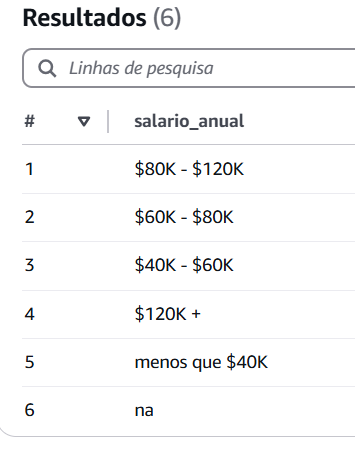 Resultados (6)
Linhas de pesquisa
# salario_anual
1 $80K - $120K
2 $60K - $80K
3 $40K - $60K
4 $120K +
5 menos que $40K
6 na